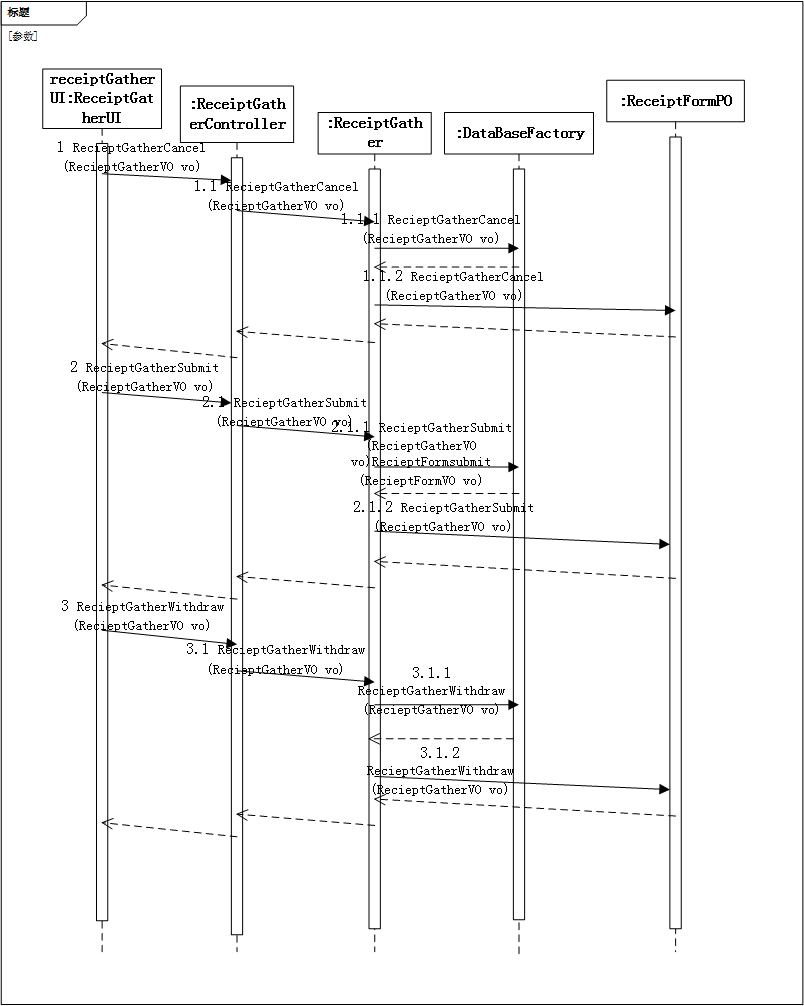 标题
[参数]
receiptGather
UI:ReceiptGat
herUI
:ReceiptGath
erController
:ReceiptGath
er
:DataBaseFactory
:ReceiptFormPO
1 RecieptGatherCancel
(RecieptGatherVO vo)
1.1 RecieptGatherCancel
(RecieptGatherVO vo)
1.1.1 RecieptGatherCancel
(RecieptGatherVO vo)
1.1.2 RecieptGatherCancel
(RecieptGatherVO vo)
2 RecieptGatherSubmit
(RecieptGatherVO vo)
2.1 RecieptGatherSubmit
(RecieptGatherVO vo)
2.1.1 RecieptGatherSubmit
(RecieptGatherVO
vo)RecieptFormsubmit
(RecieptFormVO vo)
2.1.2 RecieptGatherSubmit
(RecieptGatherVO vo)
3 RecieptGatherWithdraw
(RecieptGatherVO vo)
3.1 RecieptGatherWithdraw
(RecieptGatherVO vo)
3.1.1
RecieptGatherWithdraw
(RecieptGatherVO vo)
3.1.2
RecieptGatherWithdraw
(RecieptGatherVO vo)